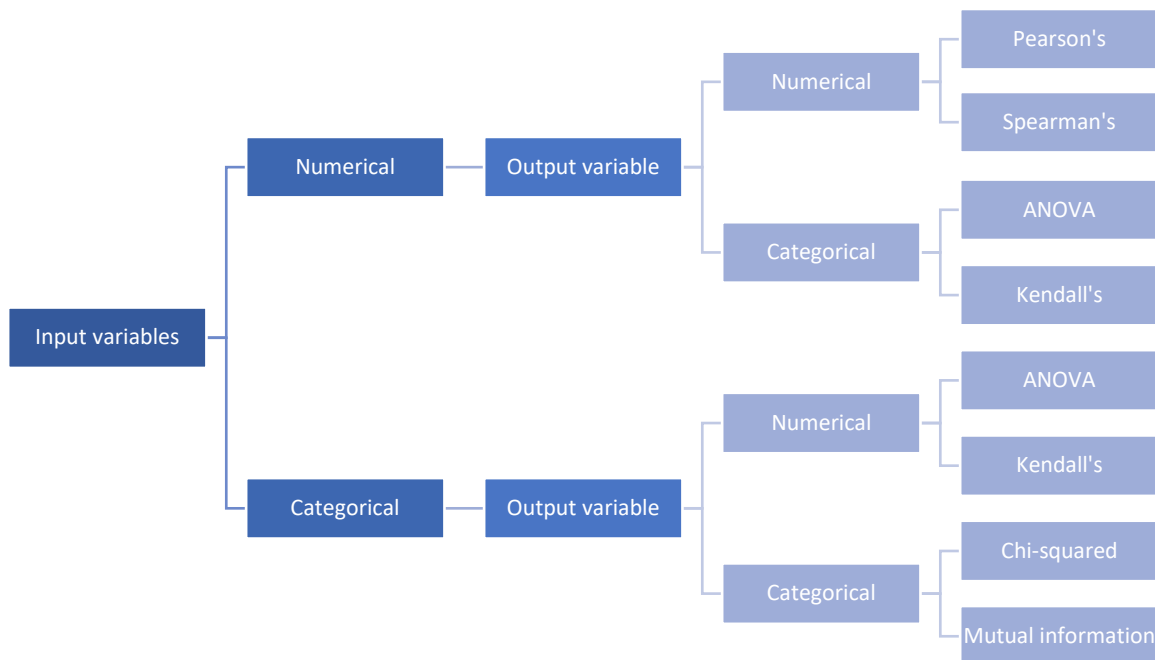 Input variables
Numerical
Output variable
Numerical
Pearson's
Spearman's
Categorical
ANOVA
Kendall's
Categorical
Output variable
Numerical
ANOVA
Kendall's
Categorical
Chi-squared
Mutual information